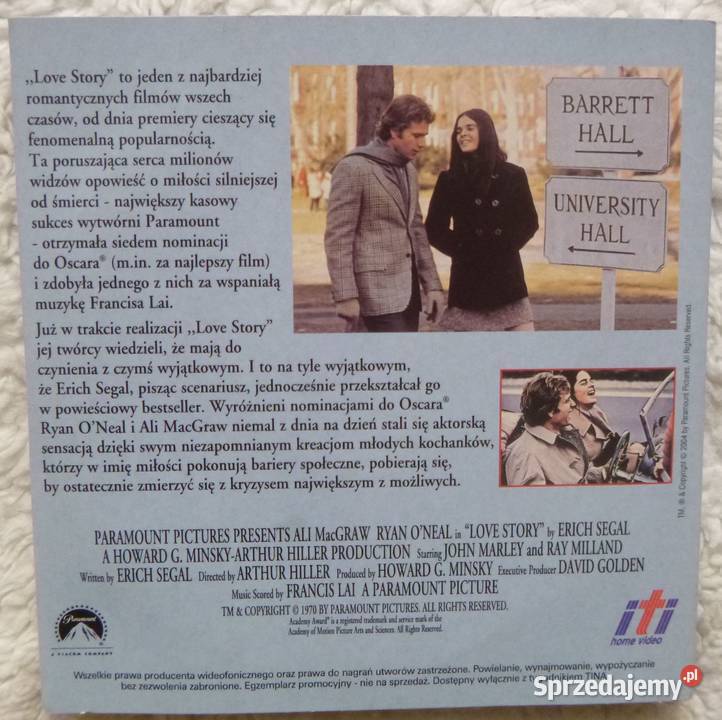 ,,Love Story" to jeden z najbardziej
romantycznych filmów wszech
czasów, od dnia premiery cieszący się
fenomenalną popularnością.
Ta poruszająca serca milionów
widzów opowieść o miłości silniejszej
od śmierci - największy kasowy
sukces wytwórni Paramount
- otrzymała siedem nominacji
do Oscara® (m.in. za najlepszy film)
i zdobyła jednego z nich za wspaniałą
muzykę Francisa Lai.
Już w trakcie realizacji ,,Love Story"
jej twórcy wiedzieli, że mają do
czynienia z czymś wyjątkowym. I to na tyle wyjątkowym,
że Erich Segal, pisząc scenariusz, jednocześnie przekształcał go
w powieściowy bestseller. Wyróżnieni nominacjami do Oscara®
Ryan O'Neal i Ali MacGraw niemal z dnia na dzień stali się aktorską
sensacją dzięki swym niezapomnianym kreacjom młodych kochanków,
którzy w imię miłości pokonują bariery społeczne, pobierają się,
by ostatecznie zmierzyć się z kryzysem największym z możliwych.
BARRETT
HALL
UNIVERSITY
HALL
TM, ® & Copyright © 2004 by Paramount Pictures. All Rights Reserved.
PARAMOUNT PICTURES PRESENTS ALI MacGRAW RYAN O'NEAL in "LOVE STORY" by ERICH SEGAL
A HOWARD G. MINSKY-ARTHUR HILLER PRODUCTION Starring JOHN MARLEY and RAY MILLAND
Written by ERICH SEGAL Directed by ARTHUR HILLER Produced by HOWARD G. MINSKY Executive Producer DAVID GOLDEN
Music Scored by FRANCIS LAI A PARAMOUNT PICTURE
TM & COPYRIGHT © 1970 BY PARAMOUNT PICTURES. ALL RIGHTS RESERVED.
Academy Award® is a registered trademark and service mark of the
Academy of Motion Picture Arts and Sciences. All Rights Reserved.
Paramount
A VIACOM COMPANY
iti
home video
Wszelkie prawa producenta wideofonicznego oraz prawa do nagrań utworów zastrzeżone. Powielanie, wynajmowanie, wypożyczanie
bez zezwolenia zabronione. Egzemplarz promocyjny - nie na sprzedaż. Dostępny wyłącznie z tygodnikiem TINA
Sprzedajemy.pl